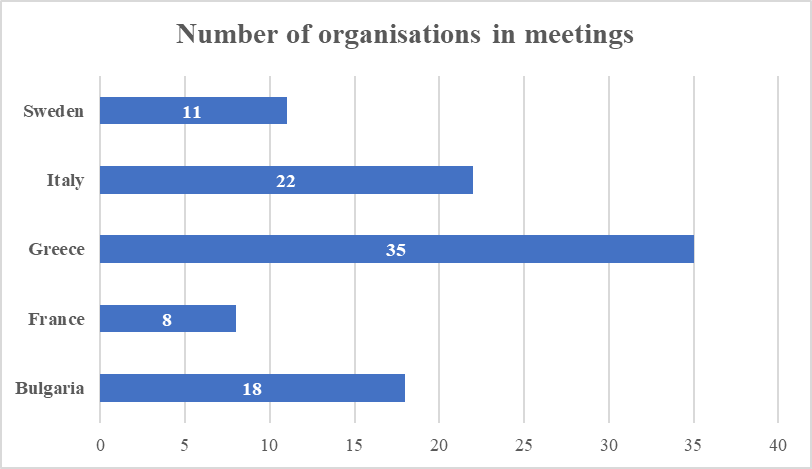 Number of organisations in meetings
Sweden 11
Italy 22
Greece 35
France 8
Bulgaria 18
0 5 10 15 20 25 30 35 40